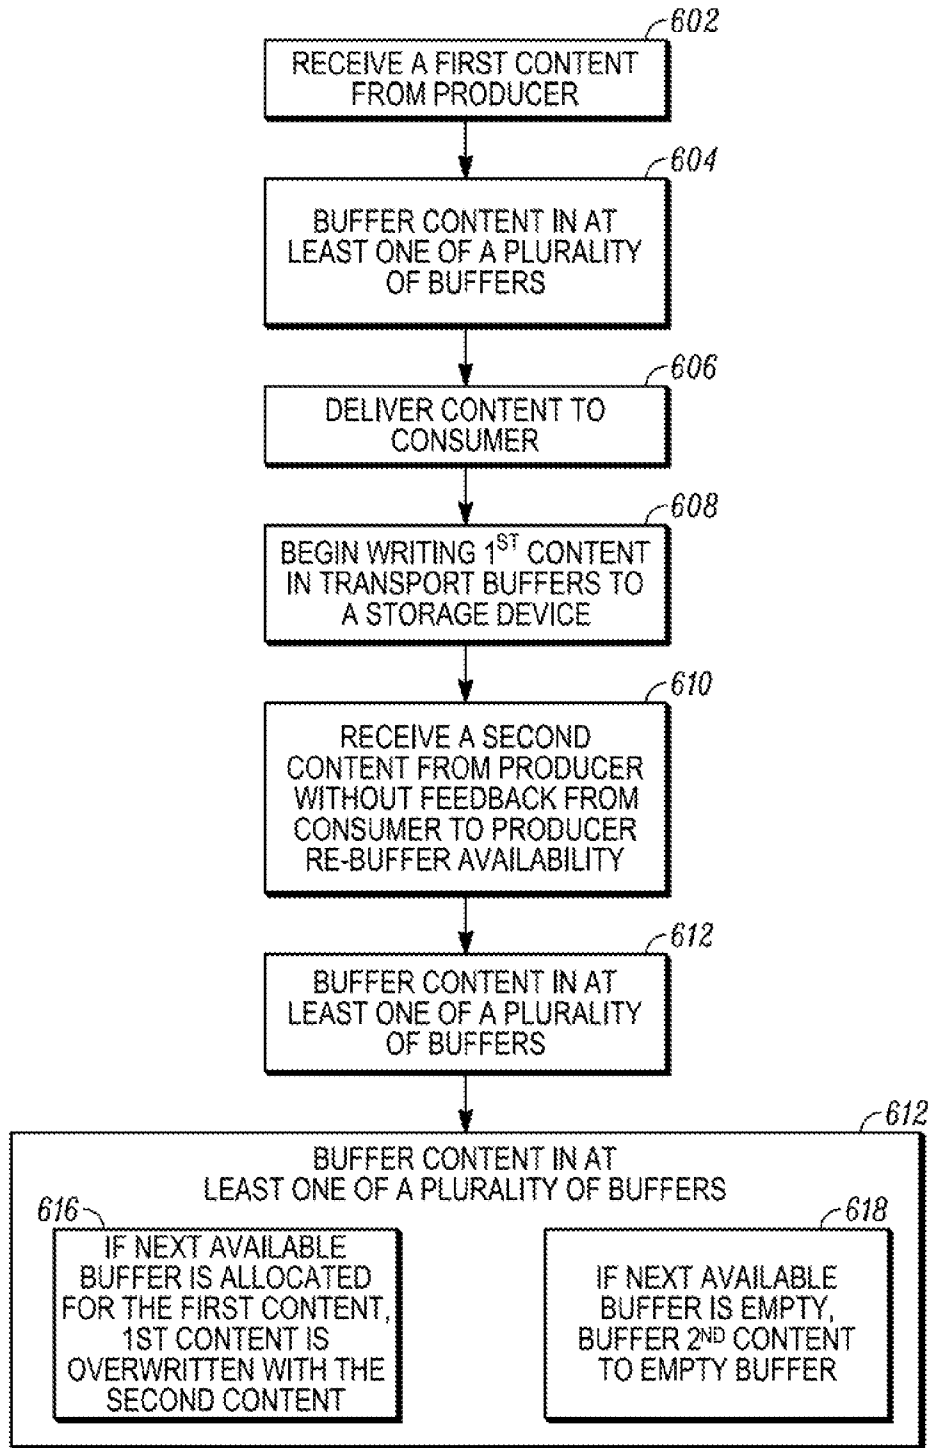 602
RECEIVE A FIRST CONTENT
FROM PRODUCER
604
BUFFER CONTENT IN AT
LEAST ONE OF A PLURALITY
OF BUFFERS
606
DELIVER CONTENT TO
CONSUMER
608
BEGIN WRITING 1ST CONTENT
IN TRANSPORT BUFFERS TO
A STORAGE DEVICE
610
RECEIVE A SECOND
CONTENT FROM PRODUCER
WITHOUT FEEDBACK FROM
CONSUMER TO PRODUCER
RE-BUFFER AVAILABILITY
612
BUFFER CONTENT IN AT
LEAST ONE OF A PLURALITY
OF BUFFERS
612
BUFFER CONTENT IN AT
LEAST ONE OF A PLURALITY OF BUFFERS
616
IF NEXT AVAILABLE
BUFFER IS ALLOCATED
FOR THE FIRST CONTENT,
1ST CONTENT IS
OVERWRITTEN WITH THE
SECOND CONTENT
618
IF NEXT AVAILABLE
BUFFER IS EMPTY,
BUFFER 2ND CONTENT
TO EMPTY BUFFER